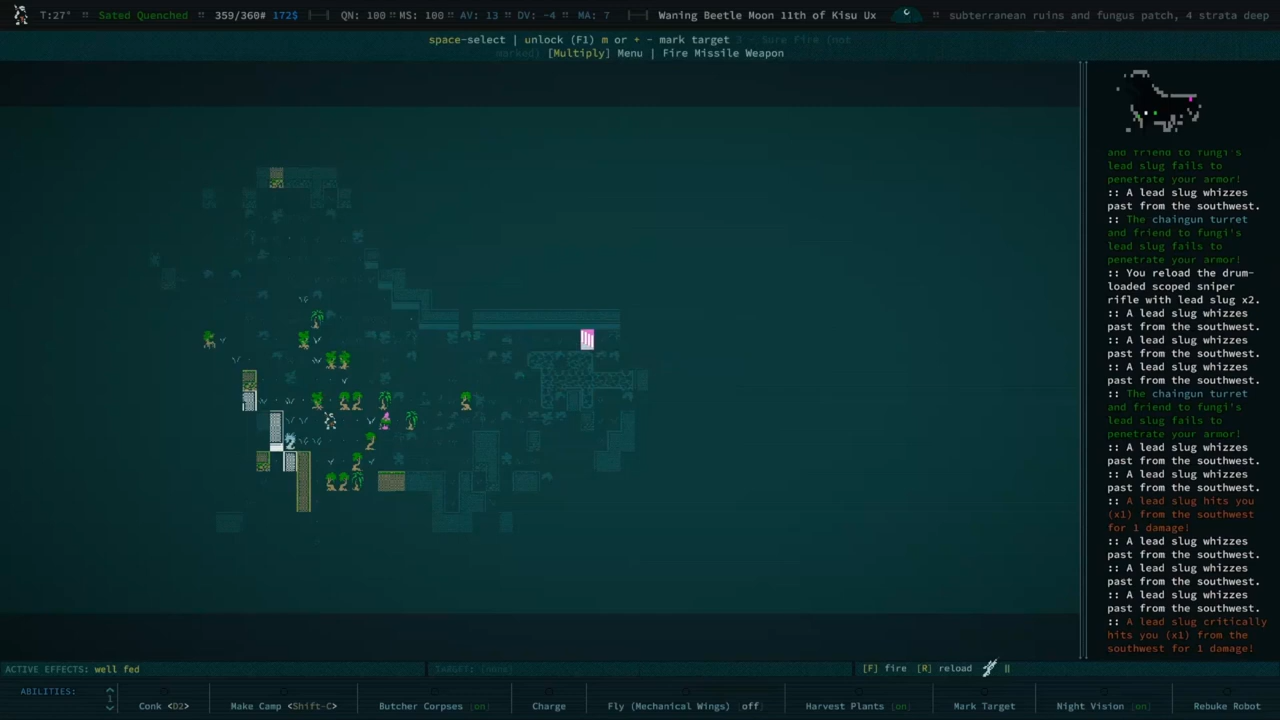 T:27° Sated Quenched 359/360# 172$ QN: 100 MS: 100 AV: 13 DV: -4 MA: 7 Waning Beetle Moon 11th of Kisu Ux subterranean ruins and fungus patch, 4 strata deep
space-select | unlock (F1) m or + - mark target 3 - Sure Fire (not
marked) [Multiply] Menu | Fire Missile Weapon
and friend to fungi's
lead slug fails to
penetrate your armor!
:: A lead slug whizzes
past from the southwest.
:: The chaingun turret
and friend to fungi's
lead slug fails to
penetrate your armor!
:: You reload the drum-
loaded scoped sniper
rifle with lead slug x2.
:: A lead slug whizzes
past from the southwest.
:: A lead slug whizzes
past from the southwest.
:: A lead slug whizzes
past from the southwest.
:: The chaingun turret
and friend to fungi's
lead slug fails to
penetrate your armor!
:: A lead slug whizzes
past from the southwest.
:: A lead slug whizzes
past from the southwest.
:: A lead slug hits you
(x1) from the southwest
for 1 damage!
:: A lead slug whizzes
past from the southwest.
:: A lead slug whizzes
past from the southwest.
:: A lead slug whizzes
past from the southwest.
:: A lead slug critically
hits you (x1) from the
southwest for 1 damage!
ACTIVE EFFECTS: well fed TARGET: (none) [F] fire [R] reload
ABILITIES: 1 Conk <D2> Make Camp <Shift-C> Butcher Corpses [on] Charge Fly (Mechanical Wings) off Harvest Plants [on] Mark Target Night Vision [on] Rebuke Robot